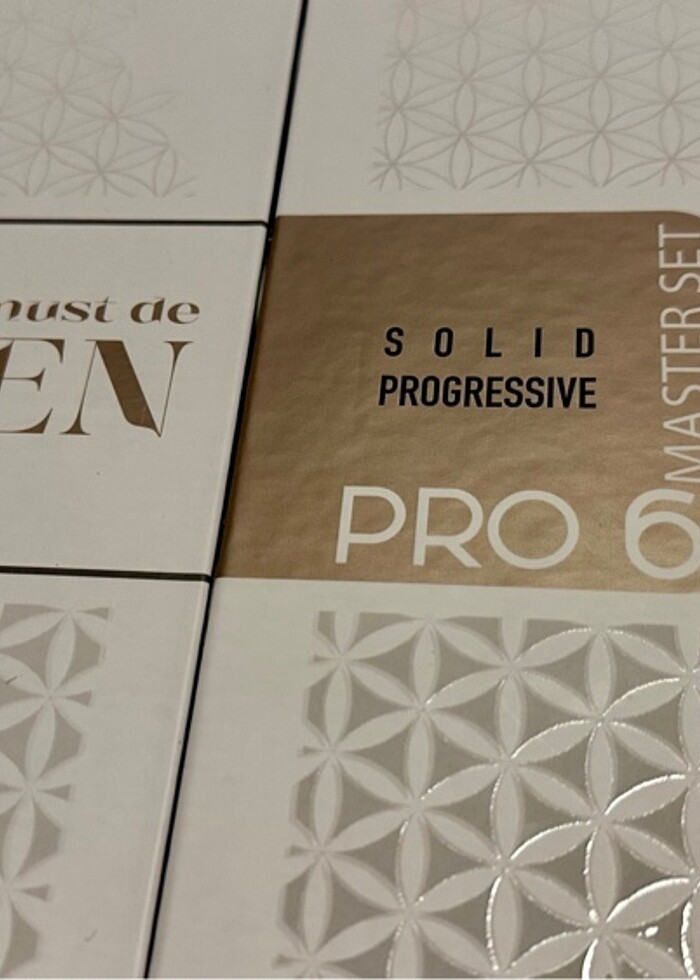 must de
EN
SOLID
PROGRESSIVE
PRO 6
MASTER SET